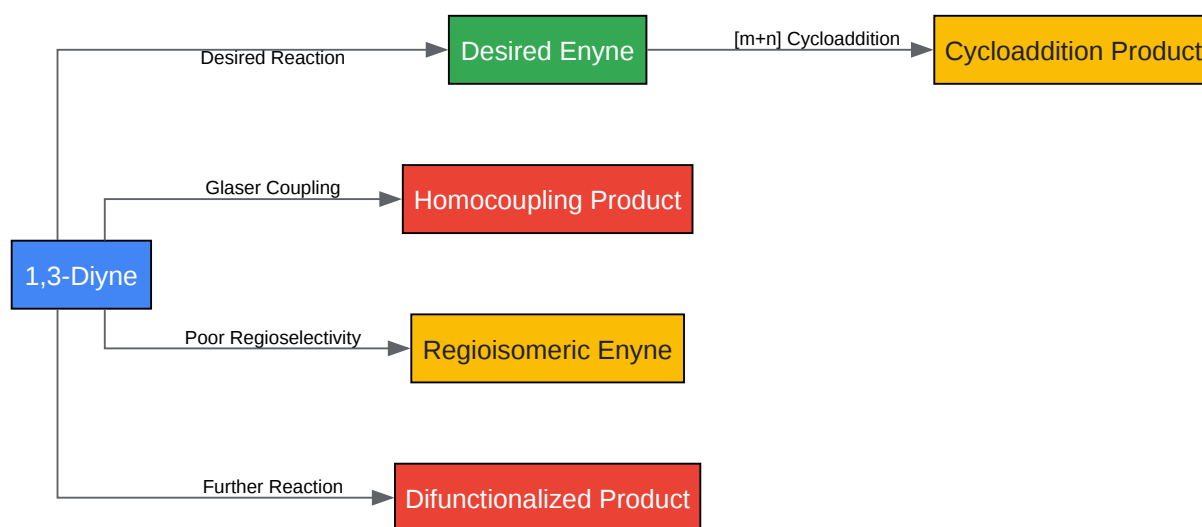 Desired Reaction
Desired Enyne
[m+n] Cycloaddition
Cycloaddition Product
Glaser Coupling
Homocoupling Product
1,3-Diyne
Poor Regioselectivity
Regioisomeric Enyne
Further Reaction
Difunctionalized Product